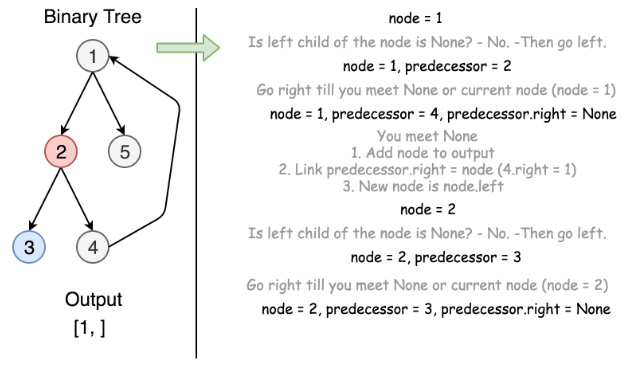 Binary Tree
1
2
5
3
4
Output
[1, ]
node = 1
Is left child of the node is None? - No. -Then go left.
node = 1, predecessor = 2
Go right till you meet None or current node (node = 1)
node = 1, predecessor = 4, predecessor.right = None
You meet None
1. Add node to output
2. Link predecessor.right = node (4.right = 1)
3. New node is node.left
node = 2
Is left child of the node is None? - No. -Then go left.
node = 2, predecessor = 3
Go right till you meet None or current node (node = 2)
node = 2, predecessor = 3, predecessor.right = None